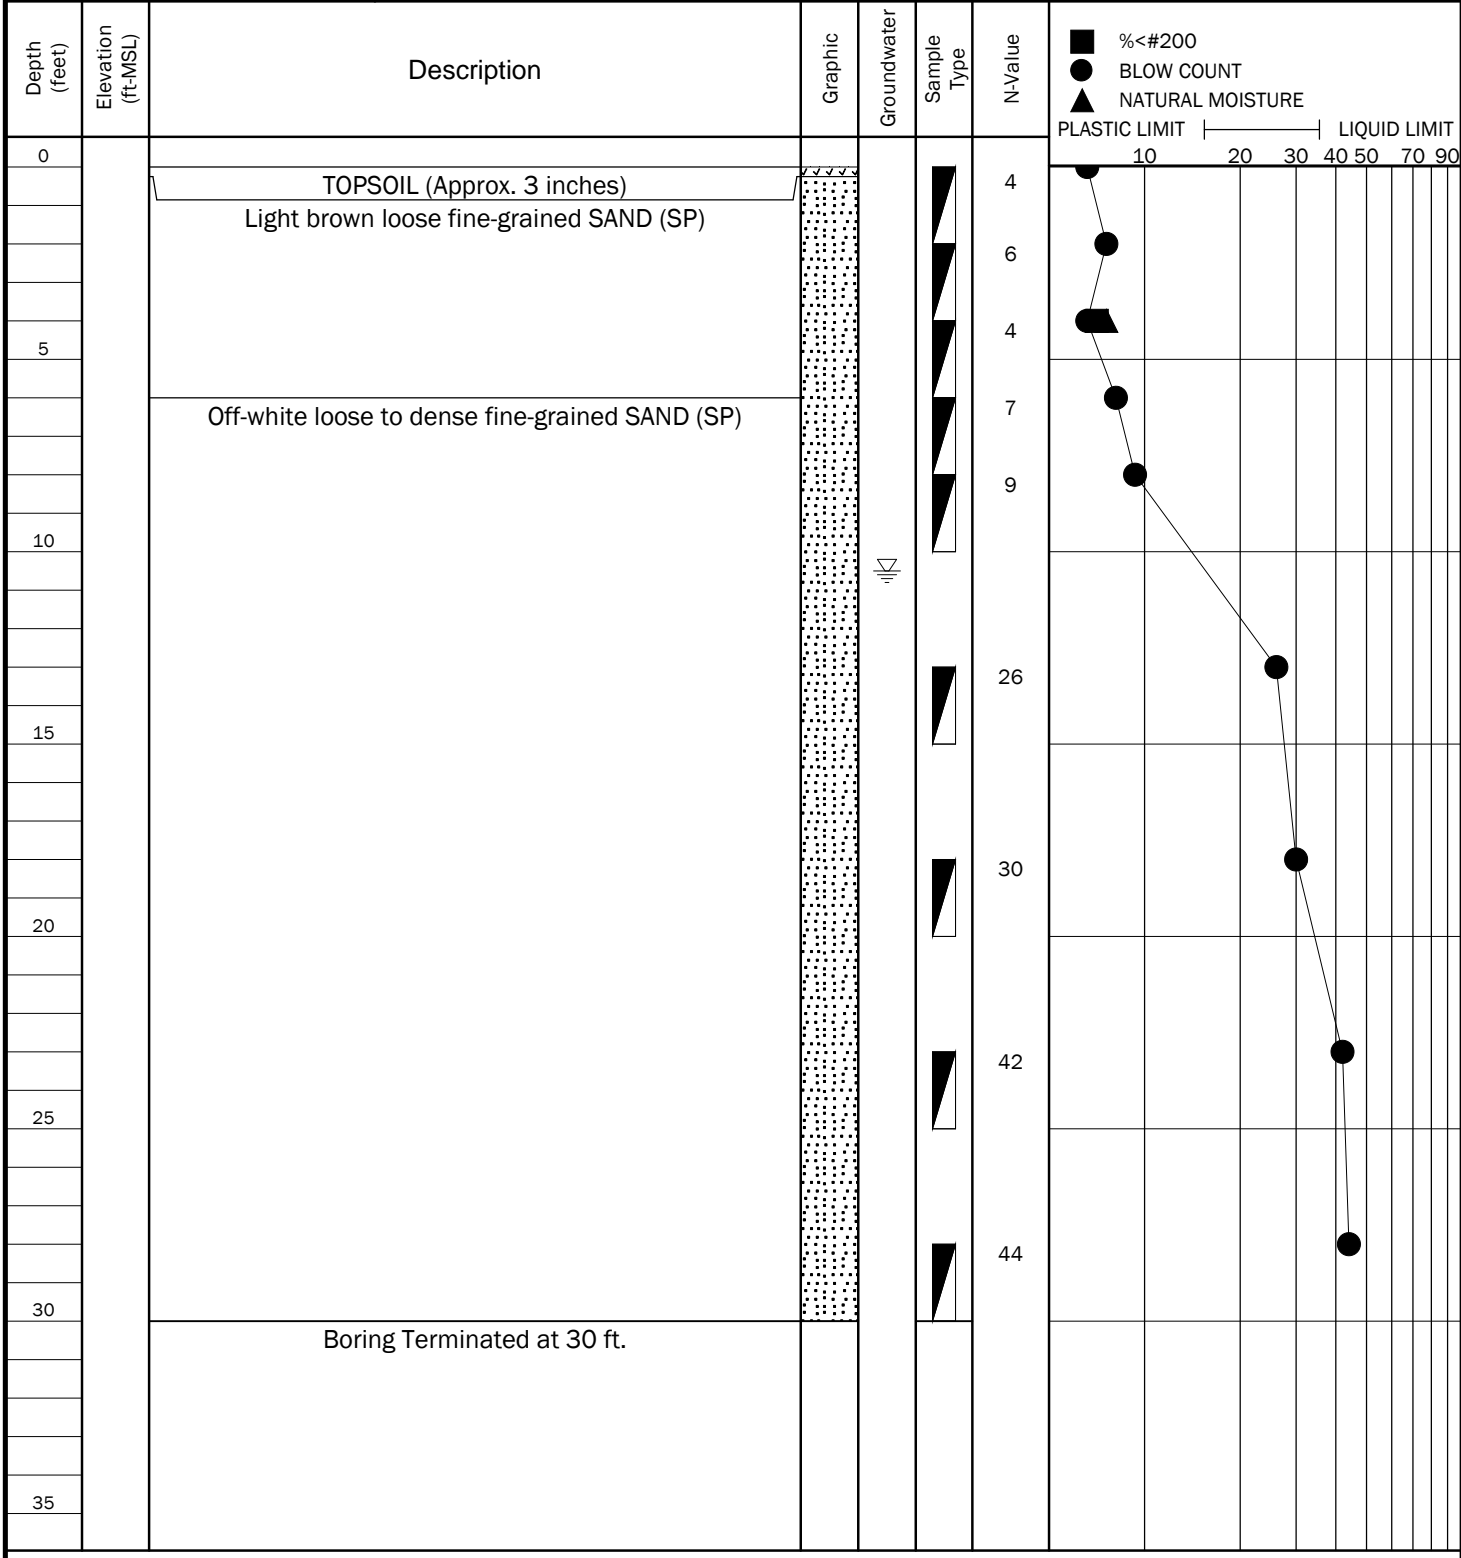 Depth
(feet)
Elevation
(ft-MSL)
Description
Graphic
Groundwater
Sample
Type
N-Value
%<#200
BLOW COUNT
NATURAL MOISTURE
PLASTIC LIMIT LIQUID LIMIT
10 20 30 40 50 70 90
0
TOPSOIL (Approx. 3 inches)
4
Light brown loose fine-grained SAND (SP)
6
4
5
7
Off-white loose to dense fine-grained SAND (SP)
9
10
26
15
30
20
42
25
44
30
Boring Terminated at 30 ft.
35